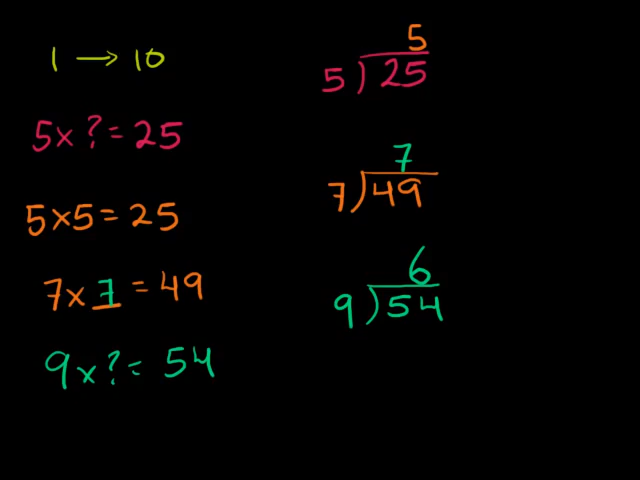 1 → 10
5 x ? = 25
5 x 5 = 25
7 x 7 = 49
9 x ? = 54
5
5 ) 25
7
7 ) 49
6
9 ) 54